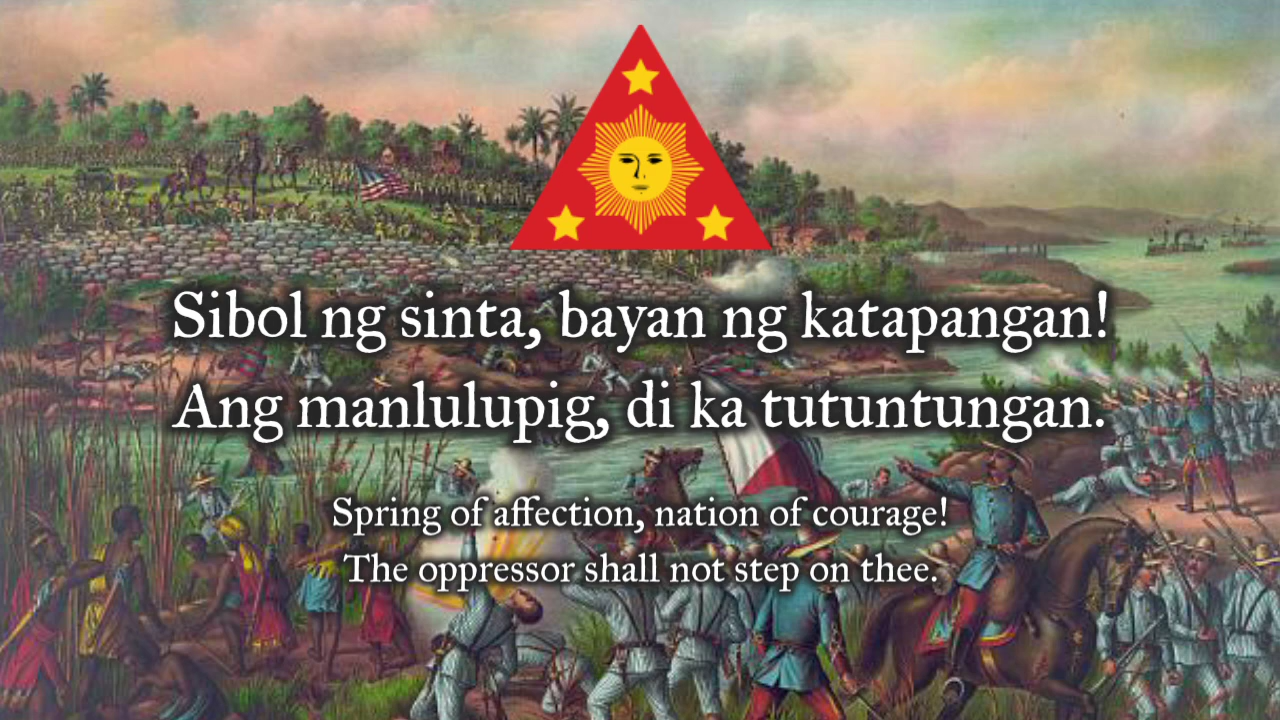 Sibol ng sinta, bayan ng katapangan!
Ang manlulupig, di ka tutuntungan.
Spring of affection, nation of courage!
The oppressor shall not step on thee.